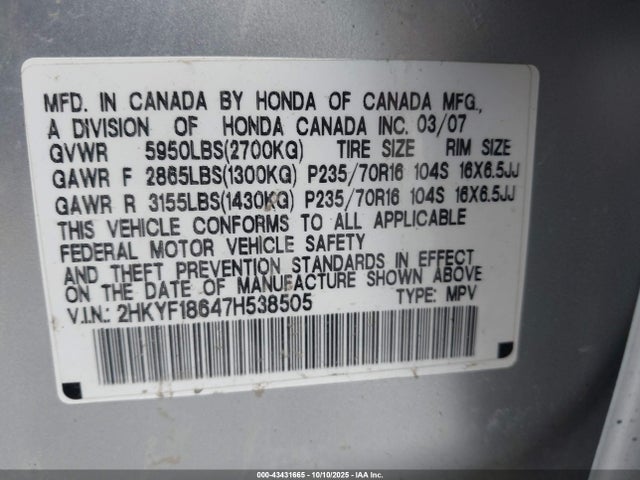 MFD. IN CANADA BY HONDA OF CANADA MFG.,
A DIVISION OF HONDA CANADA INC. 03/07
GVWR 5950LBS(2700KG) TIRE SIZE RIM SIZE
GAWR F 2865LBS(1300KG) P235/70R16 104S 16X6.5JJ
GAWR R 3155LBS(1430KG) P235/70R16 104S 16X6.5JJ
THIS VEHICLE CONFORMS TO ALL APPLICABLE
FEDERAL MOTOR VEHICLE SAFETY
AND THEFT PREVENTION STANDARDS IN EFFECT
ON THE DATE OF MANUFACTURE SHOWN ABOVE
V.I.N.: 2HKYF18647H538505 TYPE: MPV
000-43431665 - 10/10/2025 - IAA Inc.